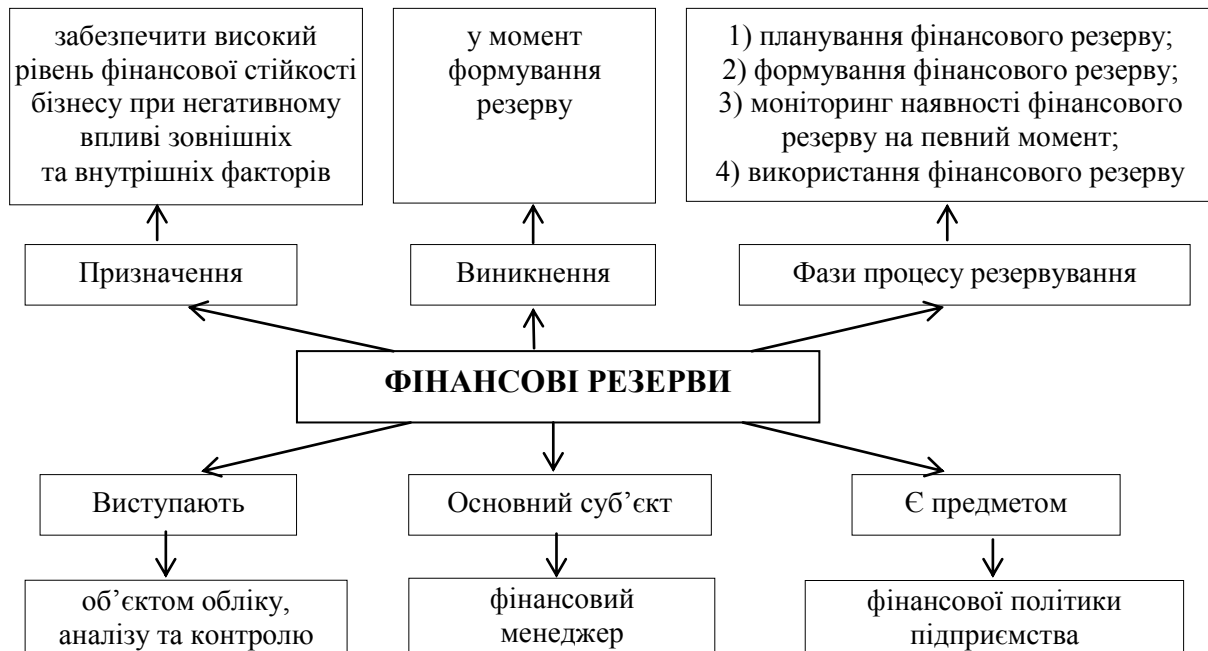 забезпечити високий
рівень фінансової стійкості
бізнесу при негативному
впливі зовнішніх
та внутрішніх факторів
у момент
формування
резерву
1) планування фінансового резерву;
2) формування фінансового резерву;
3) моніторинг наявності фінансового
резерву на певний момент;
4) використання фінансового резерву
Призначення
Виникнення
Фази процесу резервування
ФІНАНСОВІ РЕЗЕРВИ
Виступають
Основний суб’єкт
Є предметом
об’єктом обліку,
аналізу та контролю
фінансовий
менеджер
фінансової політики
підприємства